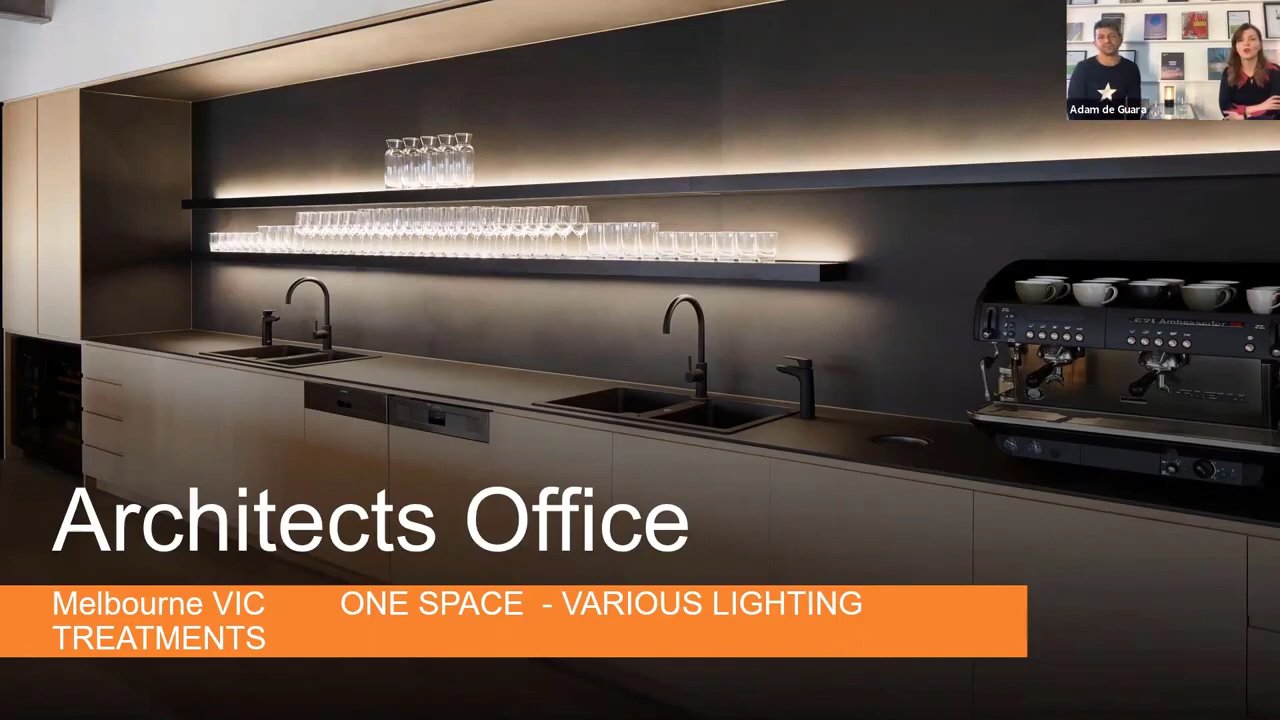 Adam de Guara
Architects Office
Melbourne VIC ONE SPACE - VARIOUS LIGHTING
TREATMENTS